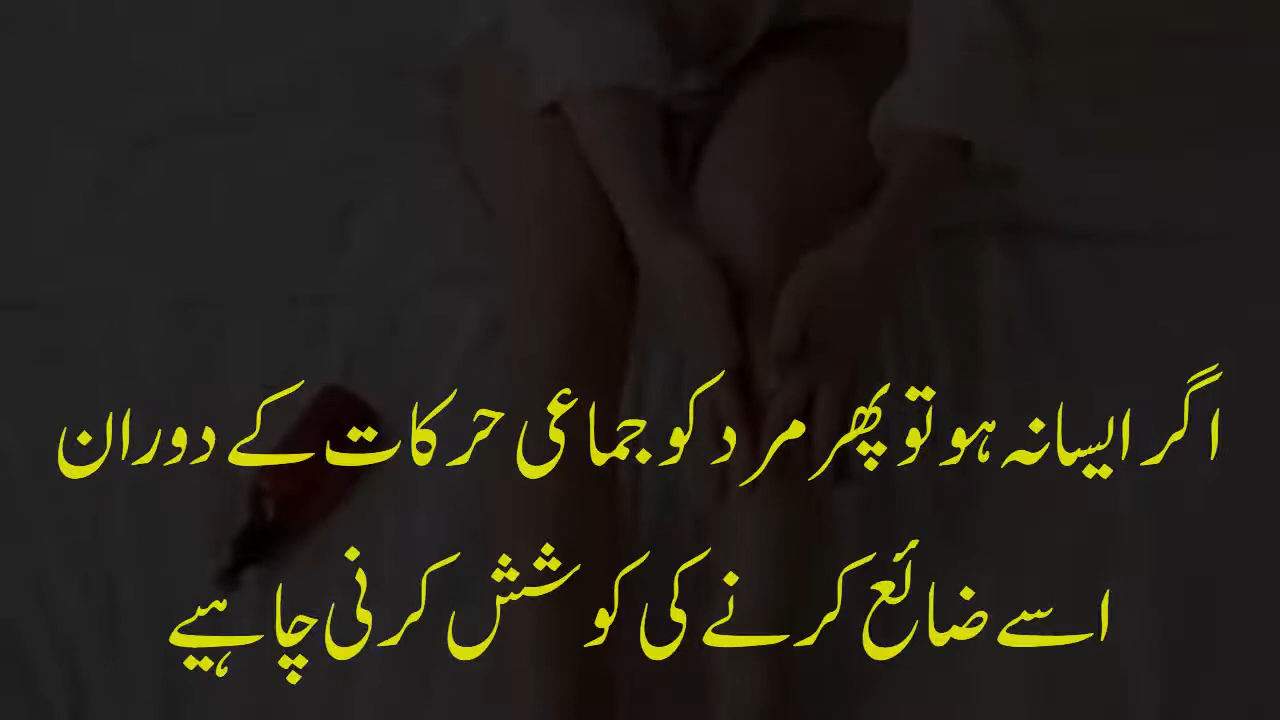 اگر ایسا نہ ہو تو پھر مرد کو جماعی حرکات کے دوران
اسے ضائع کرنے کی کوشش کرنی چاہیے